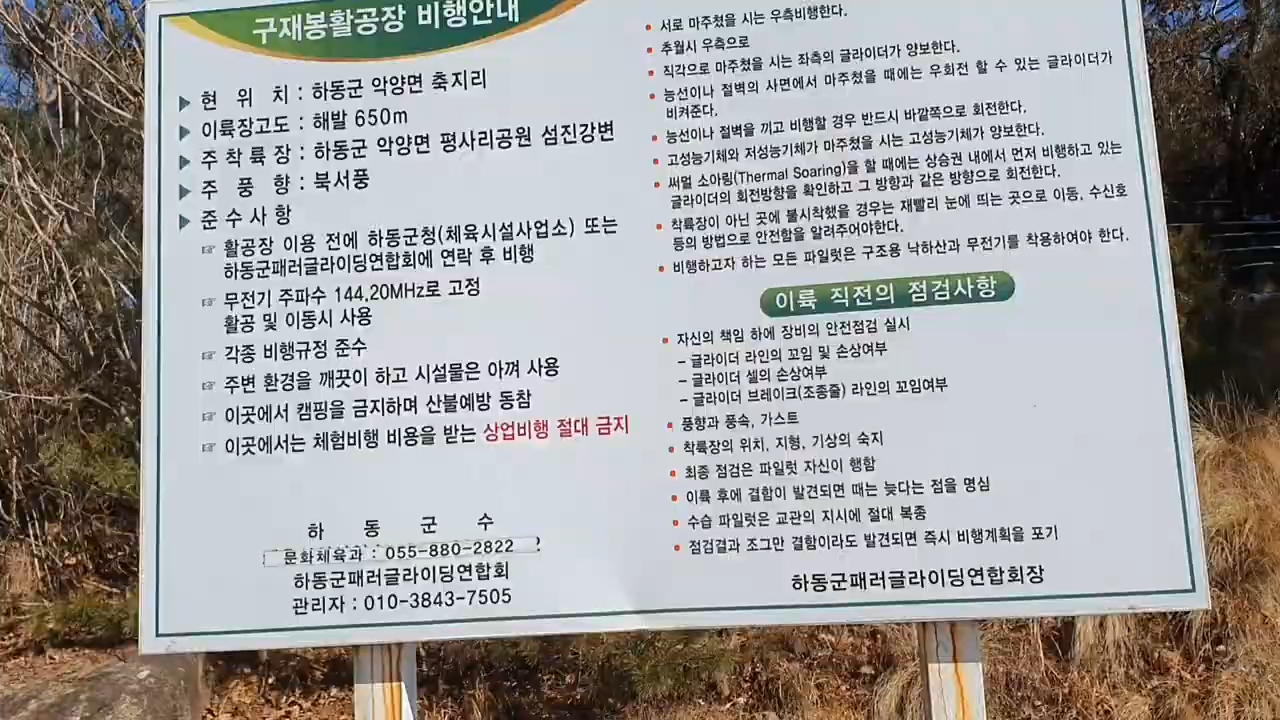 구재봉활공장 비행안내
현 위 치 : 하동군 악양면 축지리
이륙장고도 : 해발 650m
주 착 륙 장 : 하동군 악양면 평사리공원 섬진강변
주 풍 향 : 북서풍
준 수 사 항
활공장 이용 전에 하동군청(체육시설사업소) 또는
하동군패러글라이딩연합회에 연락 후 비행
무전기 주파수 144,20MHz로 고정
활공 및 이동시 사용
각종 비행규정 준수
주변 환경을 깨끗이 하고 시설물은 아껴 사용
이곳에서 캠핑을 금지하며 산불예방 동참
이곳에서는 체험비행 비용을 받는 상업비행 절대 금지
하 동 군 수
문화체육과 : 055-880-2822
하동군패러글라이딩연합회
관리자 : 010-3843-7505
서로 마주쳤을 시는 우측비행한다.
추월시 우측으로
직각으로 마주쳤을 시는 좌측의 글라이더가 양보한다.
능선이나 절벽의 사면에서 마주쳤을 때에는 우회전 할 수 있는 글라이더가
비켜준다.
능선이나 절벽을 끼고 비행할 경우 반드시 바깥쪽으로 회전한다.
고성능기체와 저성능기체가 마주쳤을 시는 고성능기체가 양보한다.
써멀 소아링(Thermal Soaring)을 할 때에는 상승권 내에서 먼저 비행하고 있는
글라이더의 회전방향을 확인하고 그 방향과 같은 방향으로 회전한다.
착륙장이 아닌 곳에 불시착했을 경우는 재빨리 눈에 띄는 곳으로 이동, 수신호
등의 방법으로 안전함을 알려주어야한다.
비행하고자 하는 모든 파일럿은 구조용 낙하산과 무전기를 착용하여야 한다.
이륙 직전의 점검사항
자신의 책임 하에 장비의 안전점검 실시
- 글라이더 라인의 꼬임 및 손상여부
- 글라이더 셀의 손상여부
- 글라이더 브레이크(조종줄) 라인의 꼬임여부
풍향과 풍속, 가스트
착륙장의 위치, 지형, 기상의 숙지
최종 점검은 파일럿 자신이 행함
이륙 후에 결함이 발견되면 때는 늦다는 점을 명심
수습 파일럿은 교관의 지시에 절대 복종
점검결과 조그만 결함이라도 발견되면 즉시 비행계획을 포기
하동군패러글라이딩연합회장